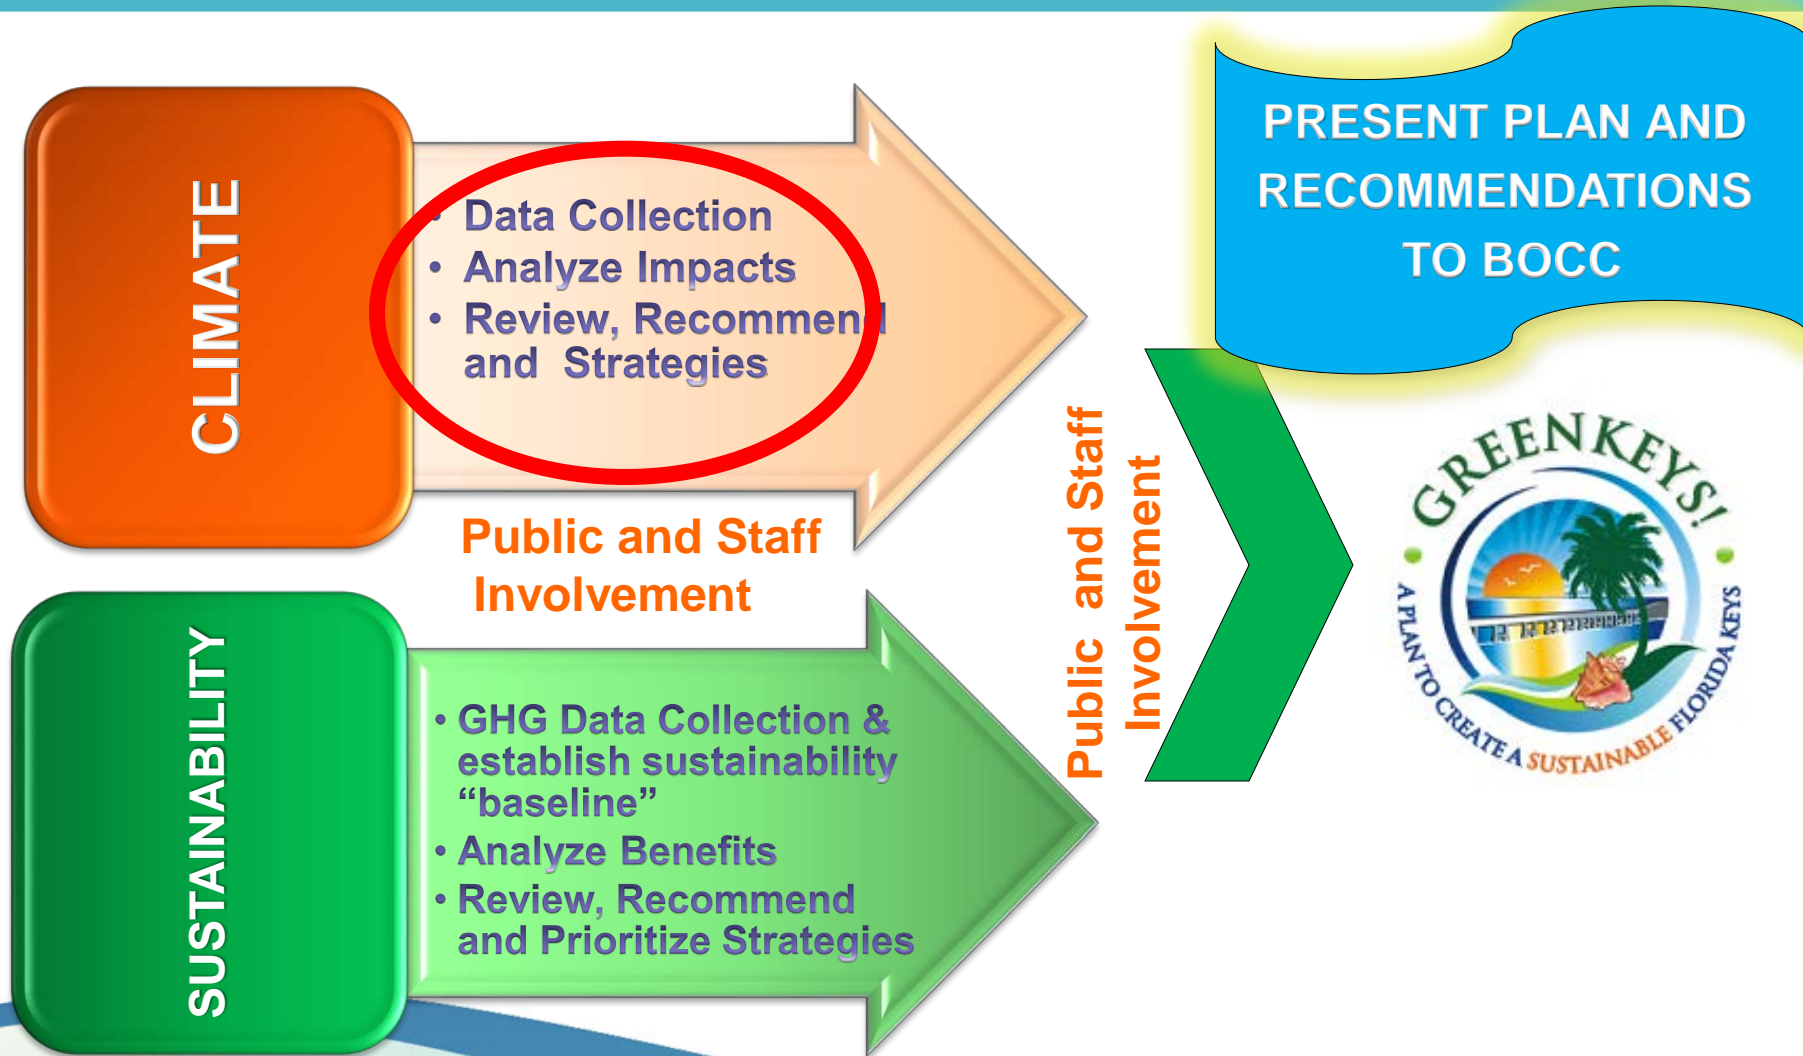 CLIMATE
• Data Collection
• Analyze Impacts
• Review, Recommend
and Strategies
Public and Staff
Involvement
SUSTAINABILITY
• GHG Data Collection &
establish sustainability
“baseline”
• Analyze Benefits
• Review, Recommend
and Prioritize Strategies
Public and Staff
Involvement
PRESENT PLAN AND
RECOMMENDATIONS
TO BOCC
GREENKEYS!
A PLAN TO CREATE A SUSTAINABLE FLORIDA KEYS